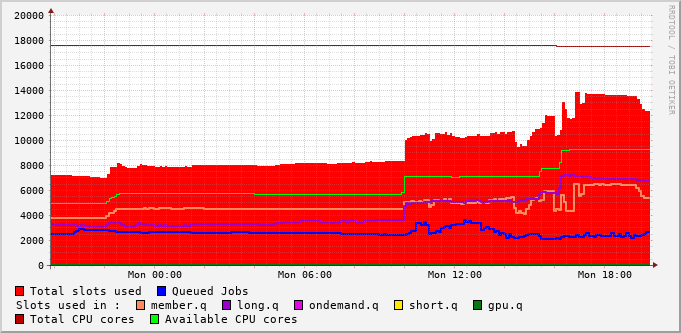 20000
18000
16000
14000
12000
10000
8000
6000
4000
2000
0
Mon 00:00 Mon 06:00 Mon 12:00 Mon 18:00
Total slots used Queued Jobs
Slots used in : member.q long.q ondemand.q short.q gpu.q
Total CPU cores Available CPU cores
RRDTOOL / TOBI OETIKER